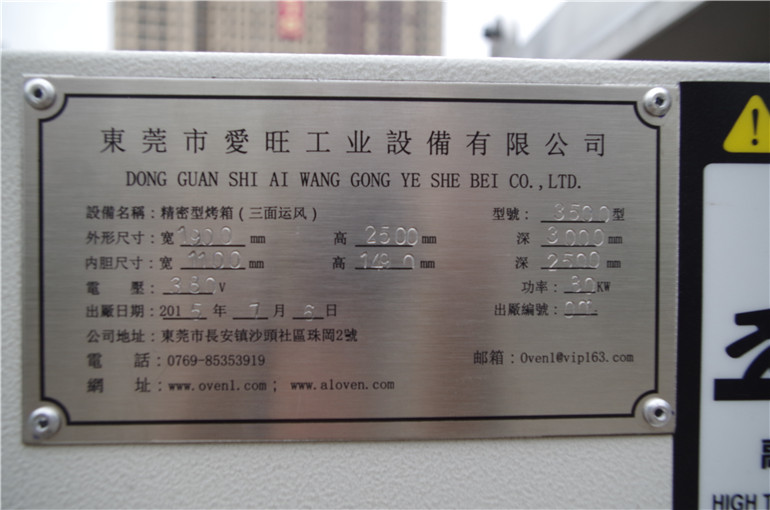 東莞市愛旺工业設備有限公司
DONG GUAN SHI AI WANG GONG YE SHE BEI CO.,LTD.
設備名稱：精密型烤箱（三面运风） 型號：3500型
外形尺寸：宽1900mm 高2500mm 深3000mm
内胆尺寸：宽1100mm 高1490mm 深2500mm
電 壓：380V 功率：30KW
出廠日期：2015年7月6日 出廠編號：
公司地址：東莞市長安镇沙頭社區珠岡2號
電 話：0769-85353919 邮箱：Oven1@vip163.com
網 址：www.oven1.com； www.aloven.com
HIGH T